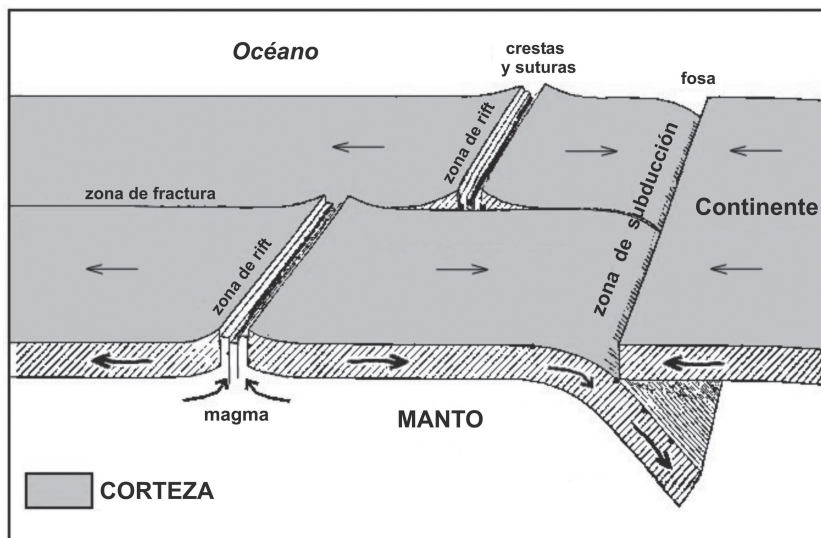 Océano
crestas
y suturas
fosa
zona de rift
zona de subducción
zona de fractura
Continente
zona de rift
magma
MANTO
CORTEZA